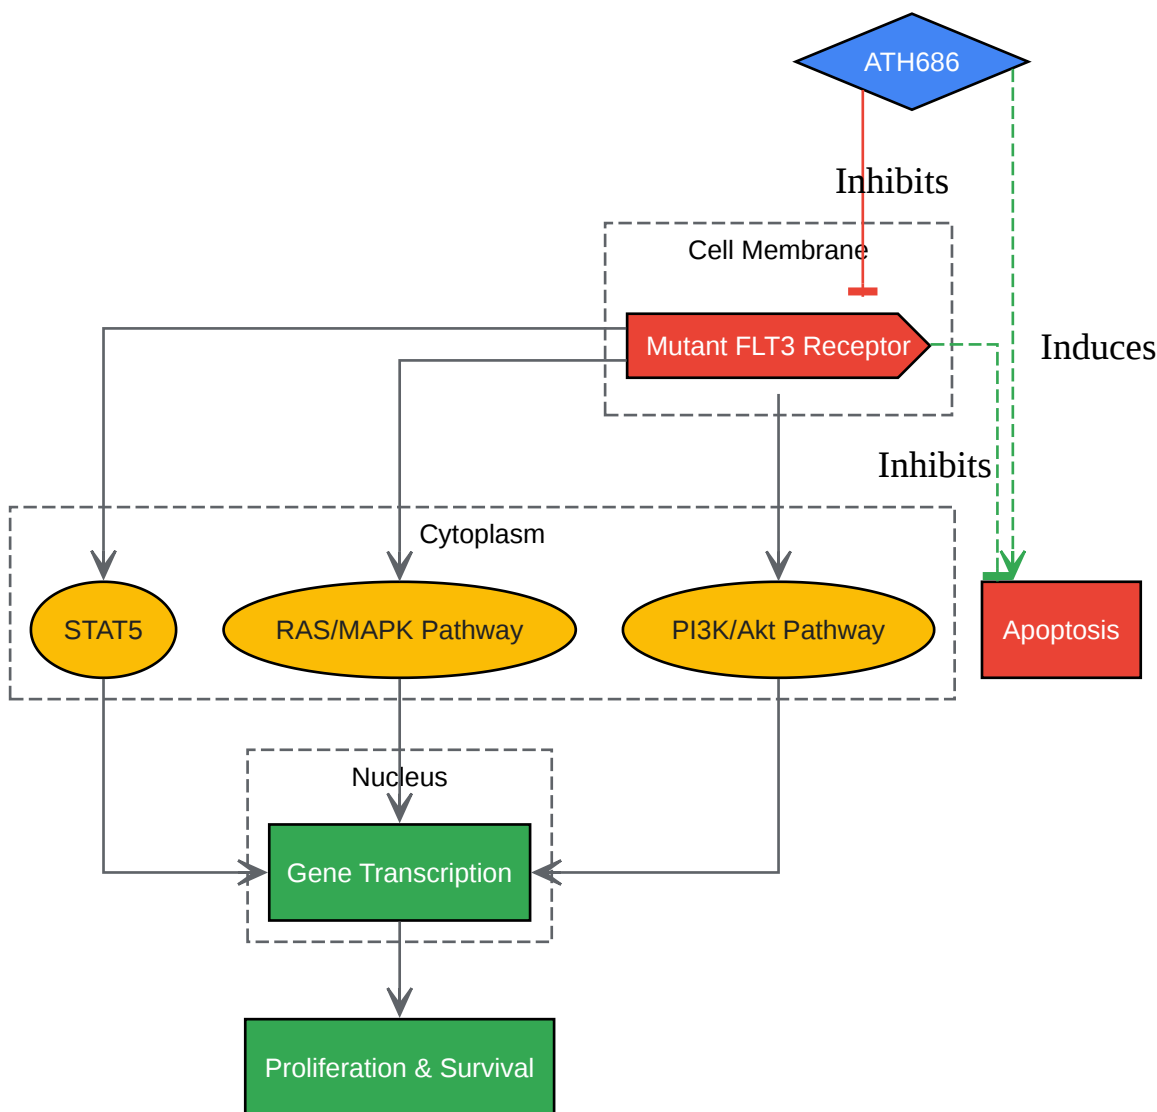 ATH686
Inhibits
Cell Membrane
Mutant FLT3 Receptor
Induces
Inhibits
Cytoplasm
STAT5
RAS/MAPK Pathway
PI3K/Akt Pathway
Apoptosis
Nucleus
Gene Transcription
Proliferation & Survival